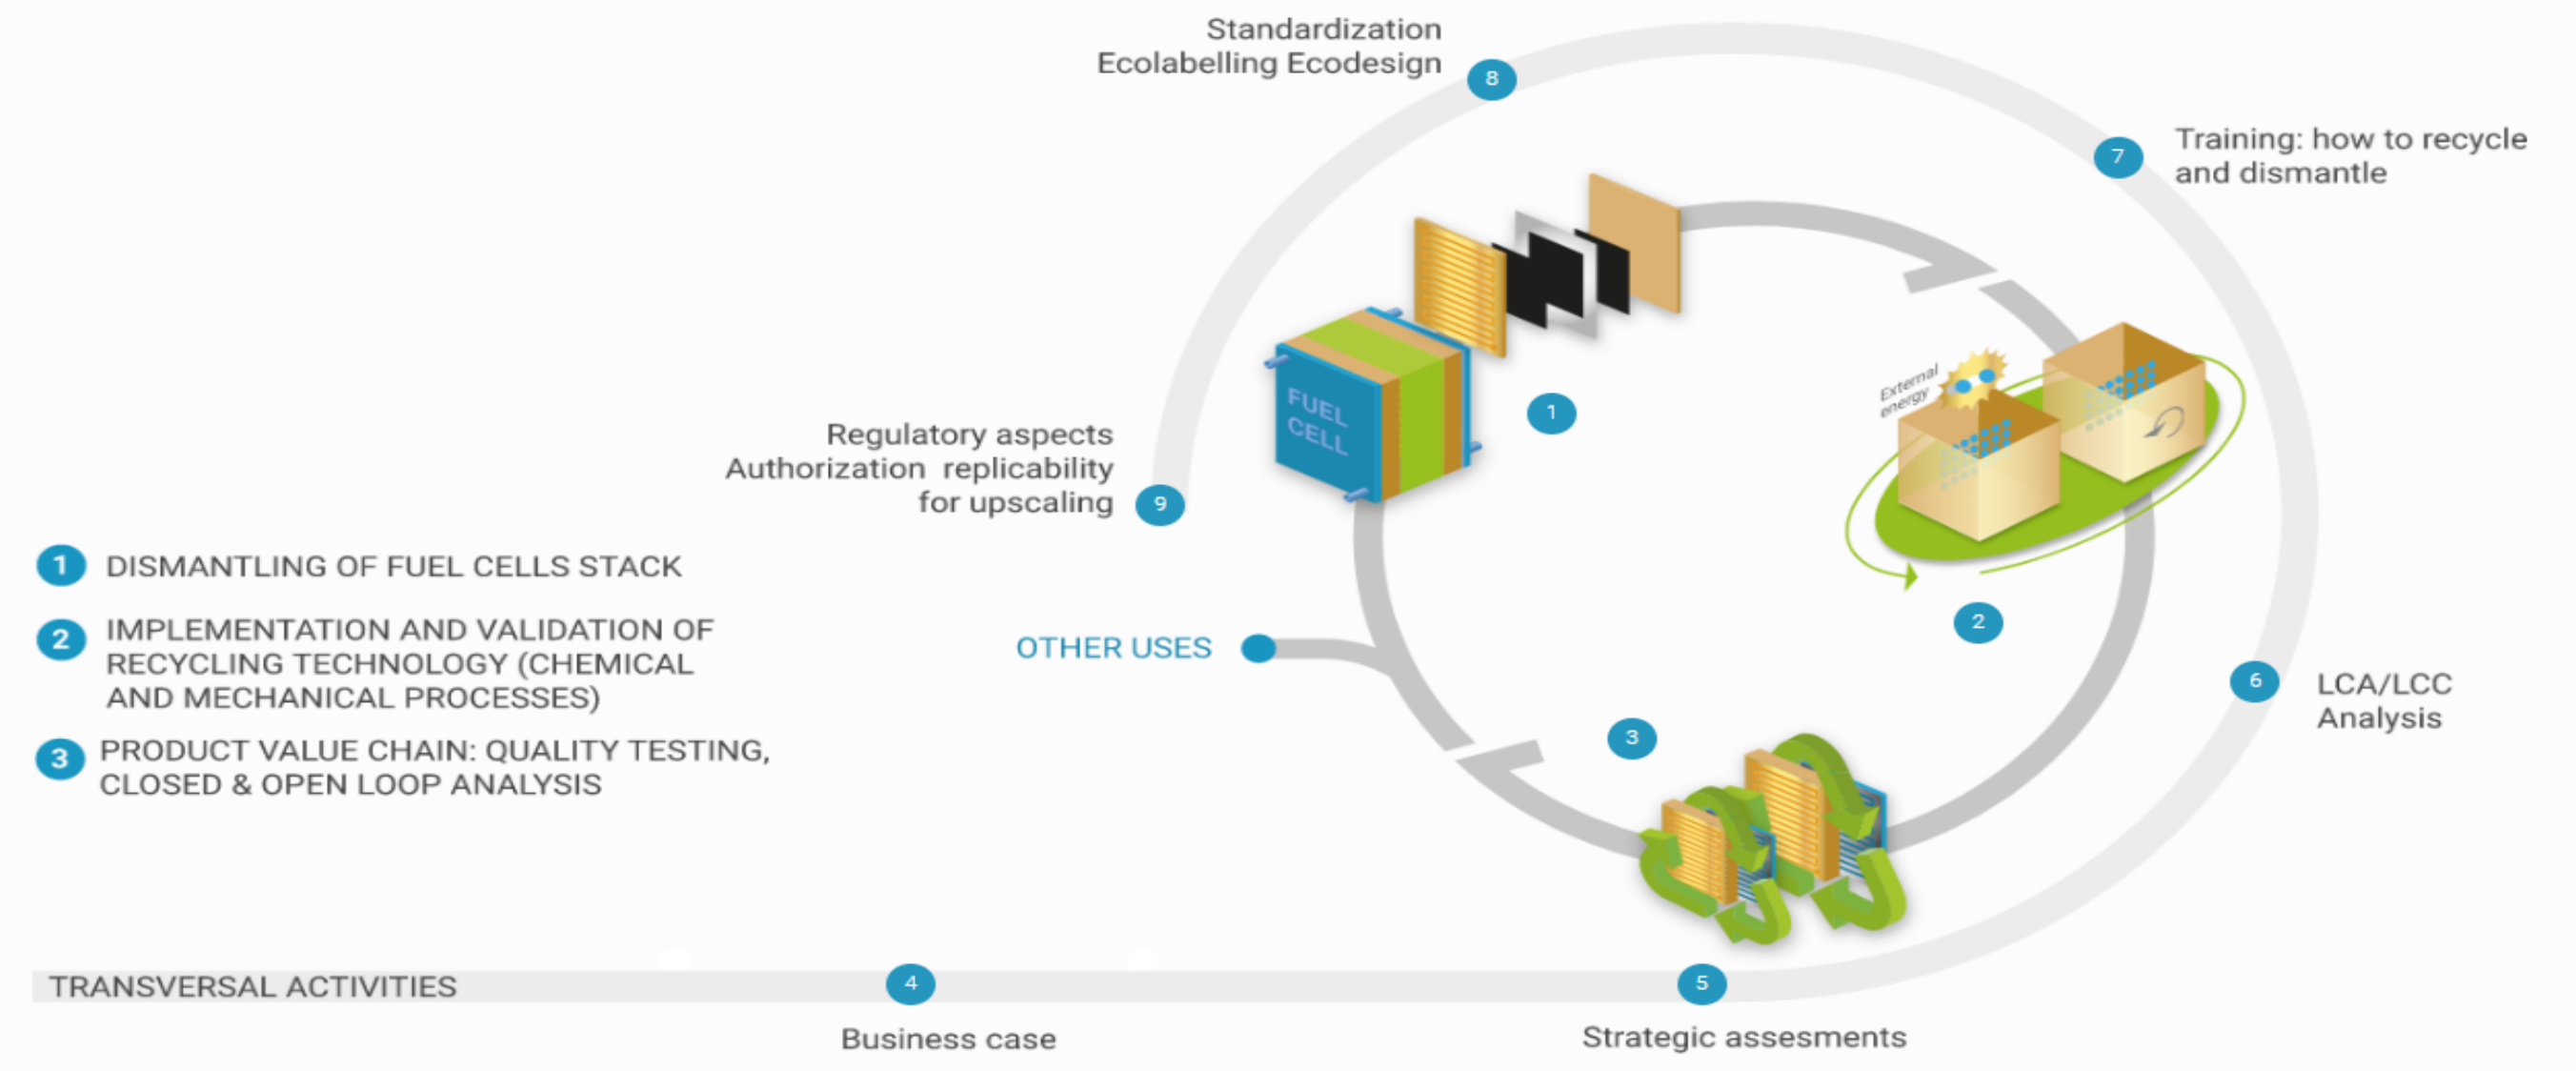 Standardization
Ecolabelling Ecodesign
8
7
Training: how to recycle
and dismantle
External
energy
FUEL
CELL
1
Regulatory aspects
Authorization replicability
for upscaling
9
1 DISMANTLING OF FUEL CELLS STACK
2 IMPLEMENTATION AND VALIDATION OF
RECYCLING TECHNOLOGY (CHEMICAL
AND MECHANICAL PROCESSES)
3 PRODUCT VALUE CHAIN: QUALITY TESTING,
CLOSED & OPEN LOOP ANALYSIS
OTHER USES
2
3
6
LCA/LCC
Analysis
TRANSVERSAL ACTIVITIES
4
5
Business case
Strategic assesments